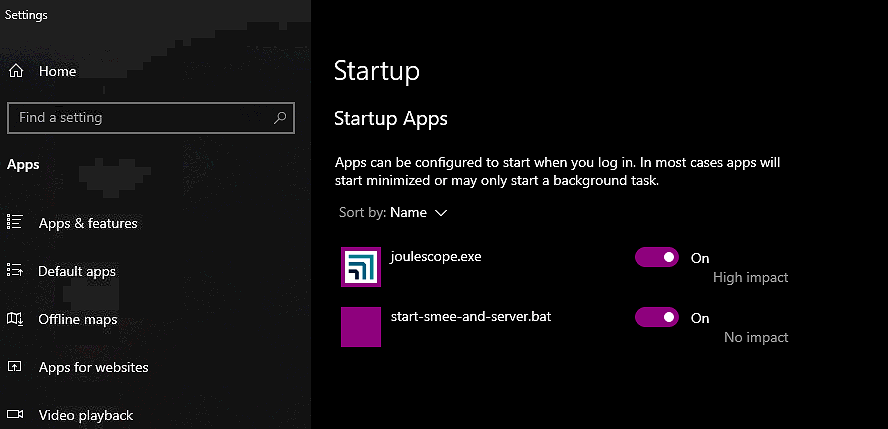 Settings
Home
Find a setting
Apps
Apps & features
Default apps
Offline maps
Apps for websites
Video playback
Startup
Startup Apps
Apps can be configured to start when you log in. In most cases apps will
start minimized or may only start a background task.
Sort by: Name
joulescope.exe
On
High impact
start-smee-and-server.bat
On
No impact